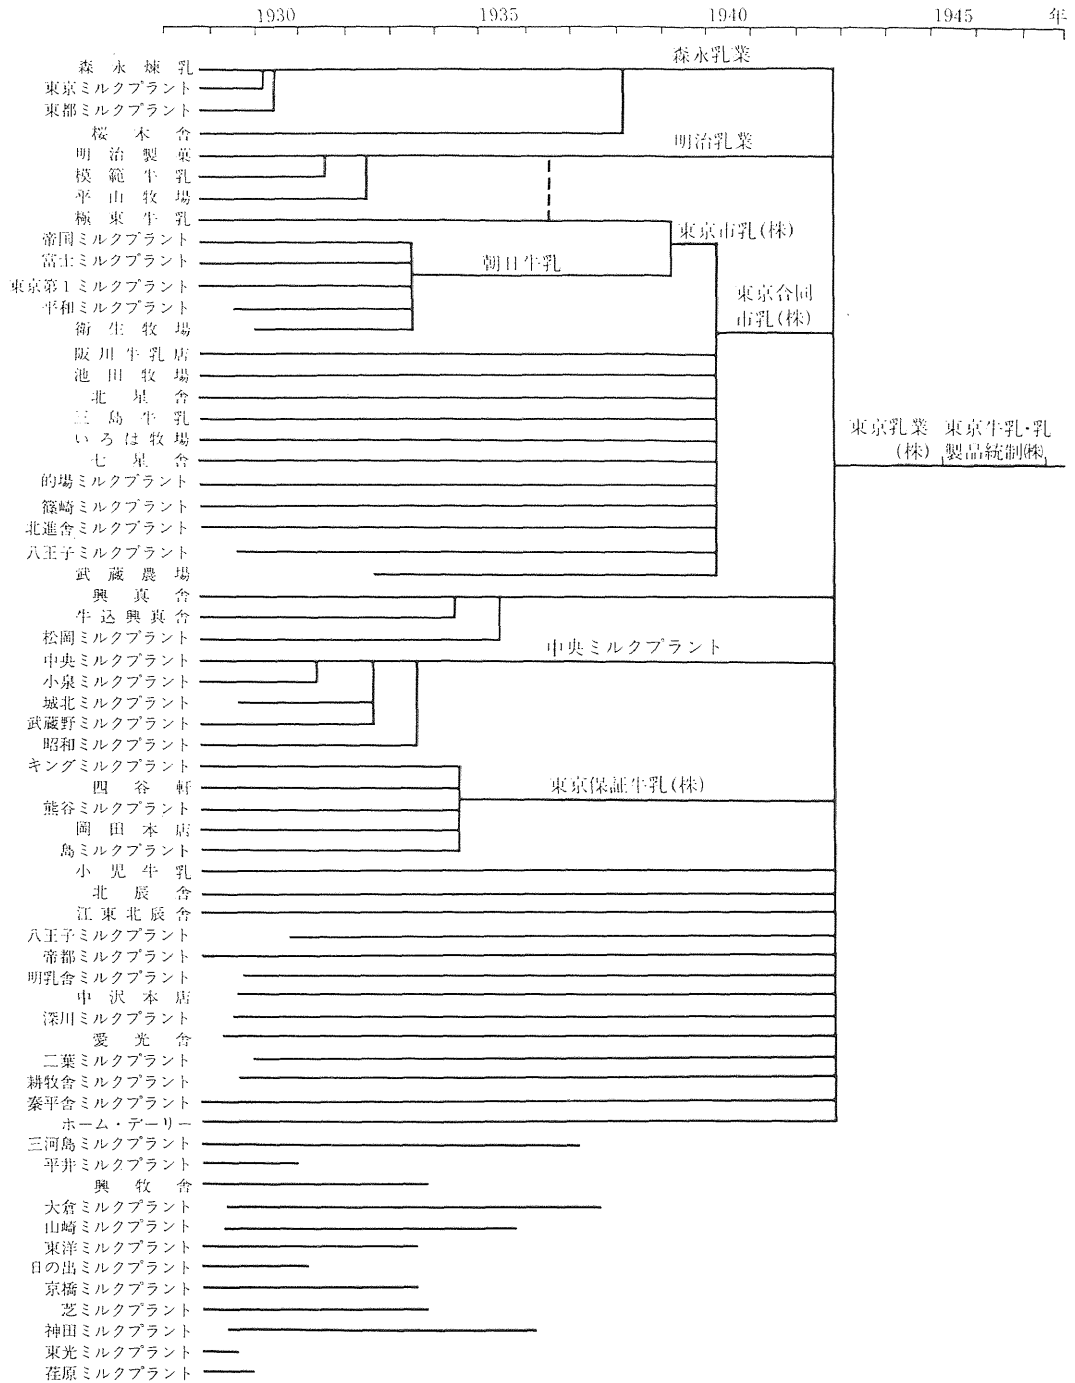 1930 1935 1940 1945 年
森永乳業
森永煉乳
東京ミルクプラント
東都ミルクプラント
桜木舎
明治乳業
明治製菓
模範牛乳
平山牧場
極東牛乳
東京市乳(株)
帝国ミルクプラント
富士ミルクプラント
朝日牛乳
東京第1ミルクプラント
東京合同
市乳(株)
平和ミルクプラント
衛生牧場
阪川牛乳店
池田牧場
北星舎
三島牛乳
いろは牧場
東京乳業
(株)
東京牛乳・乳
製品統制㈱
七星舎
的場ミルクプラント
篠崎ミルクプラント
北進舎ミルクプラント
八王子ミルクプラント
武蔵農場
興真舎
牛込興真舎
松岡ミルクプラント
中央ミルクプラント
中央ミルクプラント
小泉ミルクプラント
城北ミルクプラント
武蔵野ミルクプラント
昭和ミルクプラント
キングミルクプラント
東京保証牛乳(株)
四谷軒
熊谷ミルクプラント
岡田本店
島ミルクプラント
小児牛乳
北辰舎
江東北辰舎
八王子ミルクプラント
帝都ミルクプラント
明乳舎ミルクプラント
中沢本店
深川ミルクプラント
愛光舎
二葉ミルクプラント
耕牧舎ミルクプラント
秦平舎ミルクプラント
ホーム・デーリー
三河島ミルクプラント
平井ミルクプラント
興牧舎
大倉ミルクプラント
山崎ミルクプラント
東洋ミルクプラント
日の出ミルクプラント
京橋ミルクプラント
芝ミルクプラント
神田ミルクプラント
東光ミルクプラント
荏原ミルクプラント